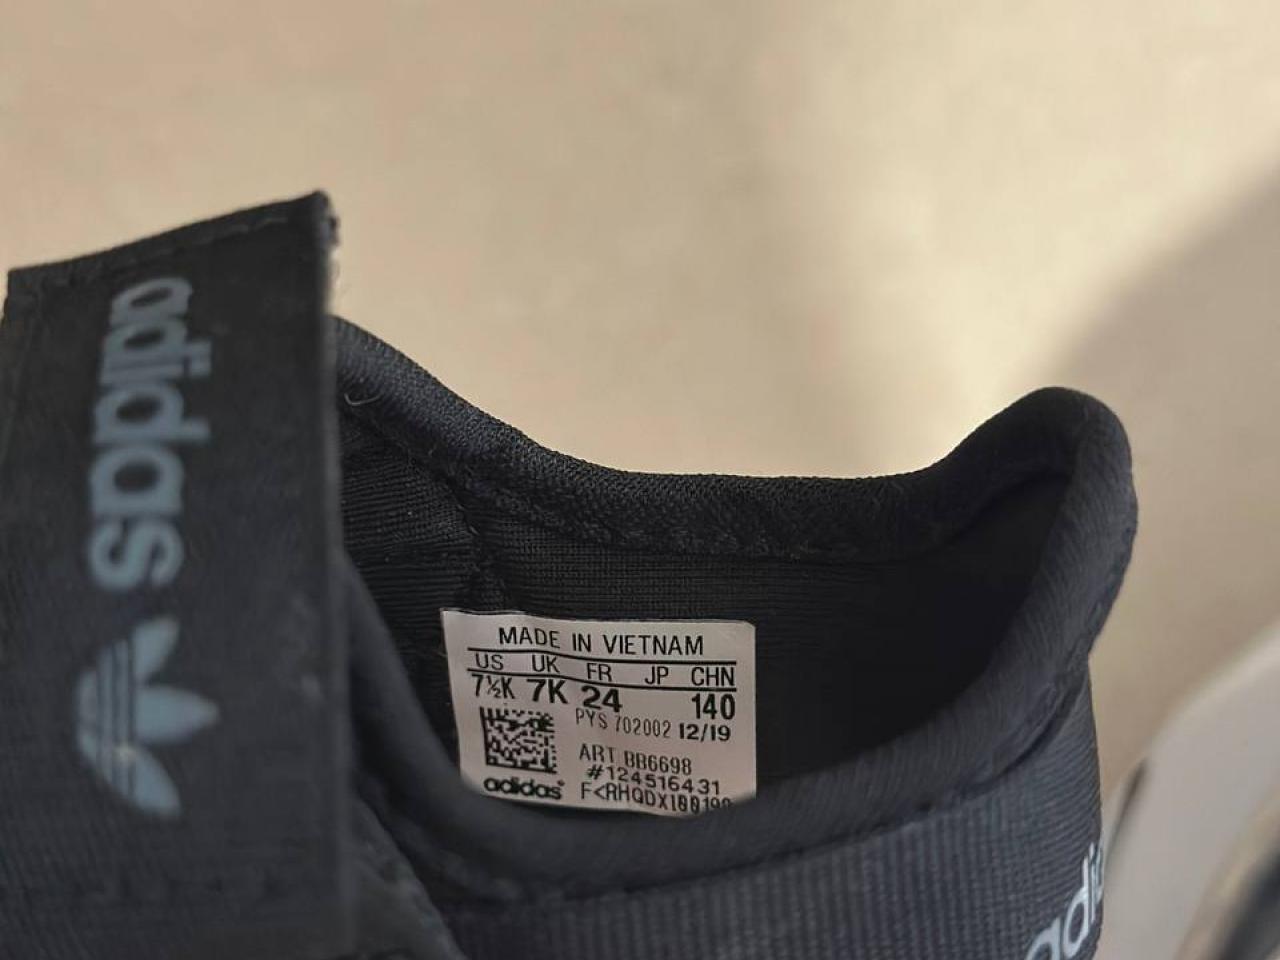 adidas
MADE IN VIETNAM
US UK FR JP CHN
7½K 7K 24 140
PYS 702002 12/19
ART BB6698
#124516431
adidas
adi